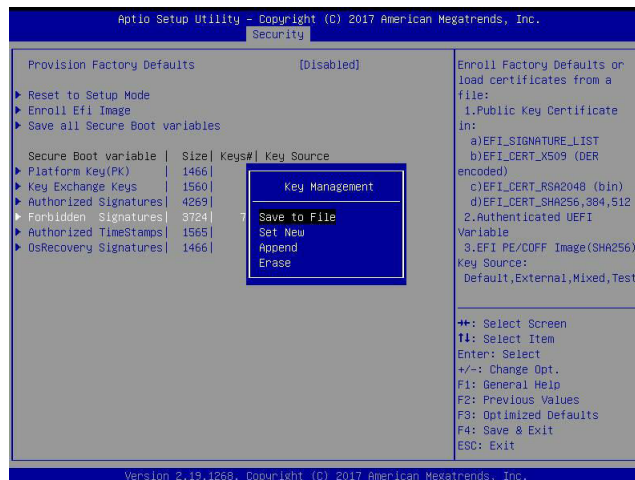 Aptio Setup Utility – Copyright (C) 2017 American Megatrends, Inc.
Security
Provision Factory Defaults [Disabled]
Reset to Setup Mode
Enroll Efi Image
Save all Secure Boot variables
Secure Boot variable | Size| Keys#| Key Source
Platform Key(PK) | 1466|
Key Exchange Keys | 1560|
Authorized Signatures| 4269|
Forbidden Signatures| 3724| 7
Authorized TimeStamps| 1565|
OsRecovery Signatures| 1466|
Key Management
Save to File
Set New
Append
Erase
Enroll Factory Defaults or
load certificates from a
file:
1.Public Key Certificate
in:
a)EFI_SIGNATURE_LIST
b)EFI_CERT_X509 (DER
encoded)
c)EFI_CERT_RSA2048 (bin)
d)EFI_CERT_SHA256,384,512
2.Authenticated UEFI
Variable
3.EFI PE/COFF Image(SHA256)
Key Source:
Default,External,Mixed,Test
→←: Select Screen
↑↓: Select Item
Enter: Select
+/-: Change Opt.
F1: General Help
F2: Previous Values
F3: Optimized Defaults
F4: Save & Exit
ESC: Exit
Version 2.19.1268. Copyright (C) 2017 American Megatrends, Inc.